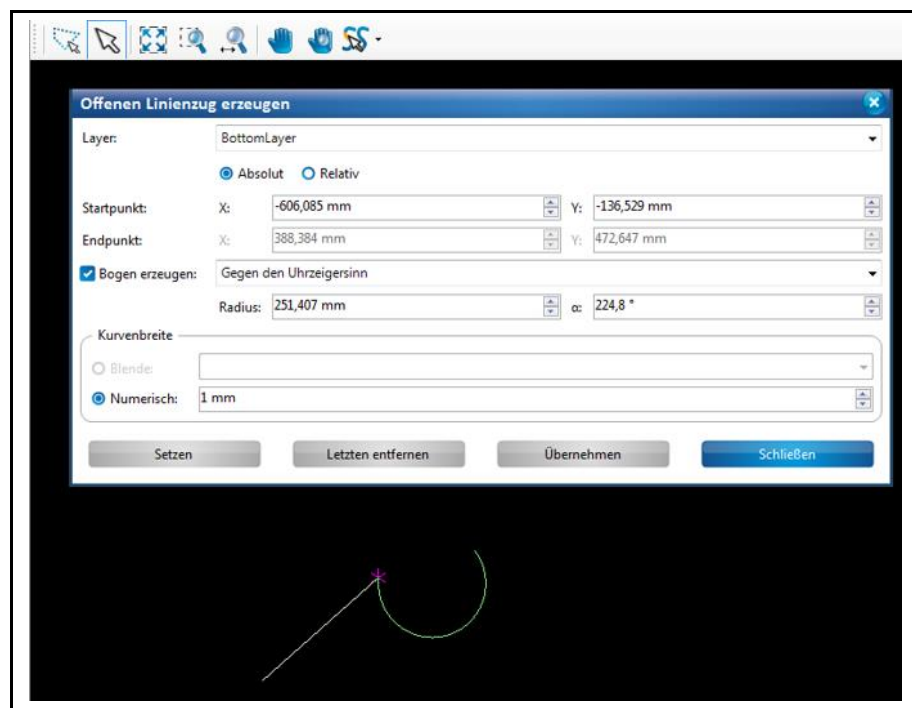 Offenen Linienzug erzeugen
Layer: BottomLayer
Absolut Relativ
Startpunkt: X: -606,085 mm Y: -136,529 mm
Endpunkt: X: 388,384 mm Y: 472,647 mm
Bogen erzeugen: Gegen den Uhrzeigersinn
Radius: 251,407 mm α: 224,8 °
Kurvenbreite
Blende:
Numerisch: 1 mm
Setzen Letzten entfernen Übernehmen Schließen